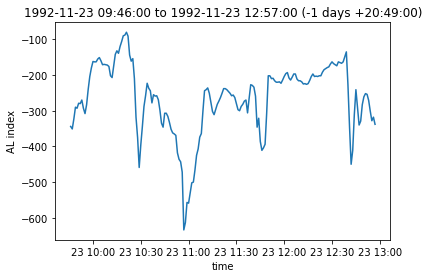 1992-11-23 09:46:00 to 1992-11-23 12:57:00 (-1 days +20:49:00)
−100
−200
−300
−400
−500
−600
AL index
23 10:00 23 10:30 23 11:00 23 11:30 23 12:00 23 12:30 23 13:00
time